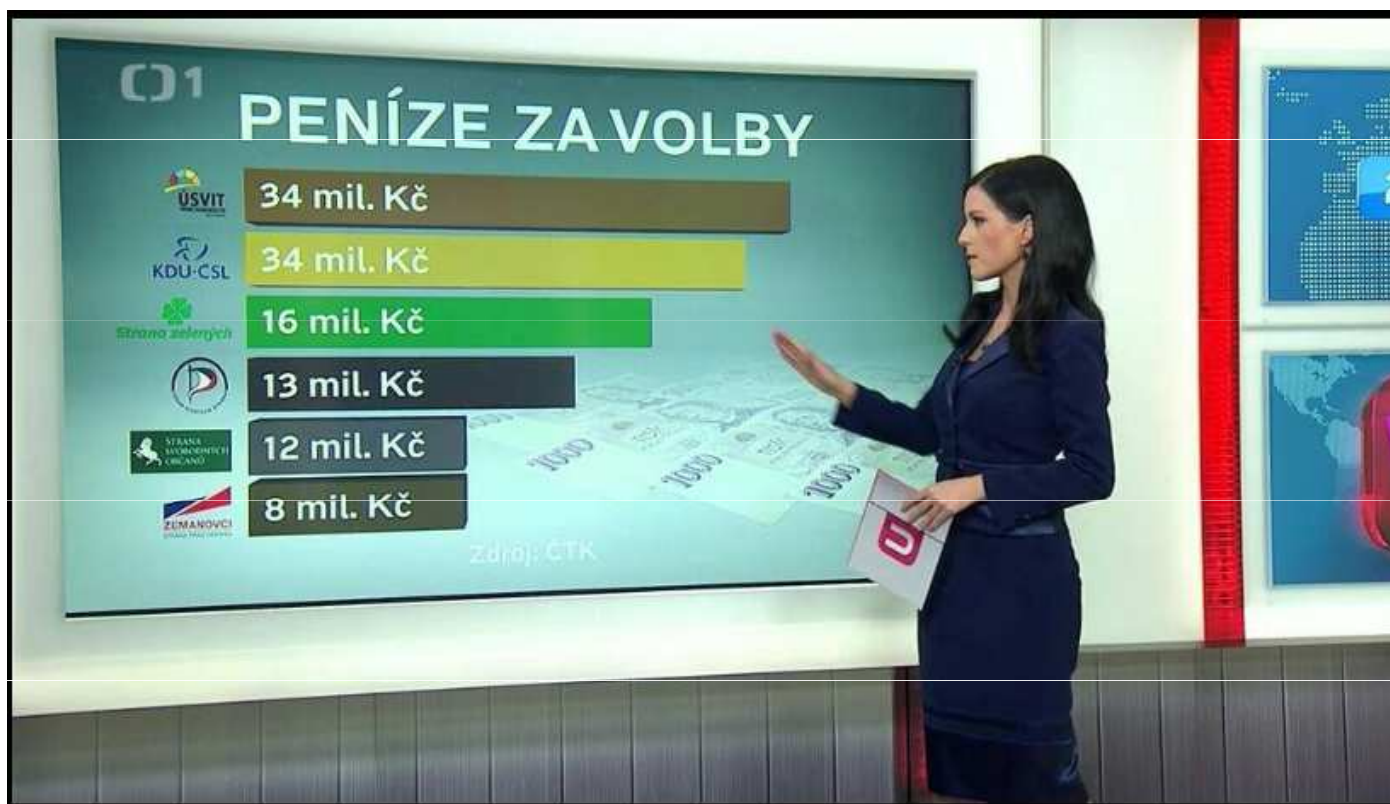 1
PENÍZE ZA VOLBY
ÚSVIT
34 mil. Kč
KDU-ČSL
34 mil. Kč
Strana zelených
16 mil. Kč
13 mil. Kč
STRANA
SVOBODNÝCH
OBČANŮ
12 mil. Kč
ZEMANOVCI
8 mil. Kč
1000
1000
1000
Zdroj: ČTK